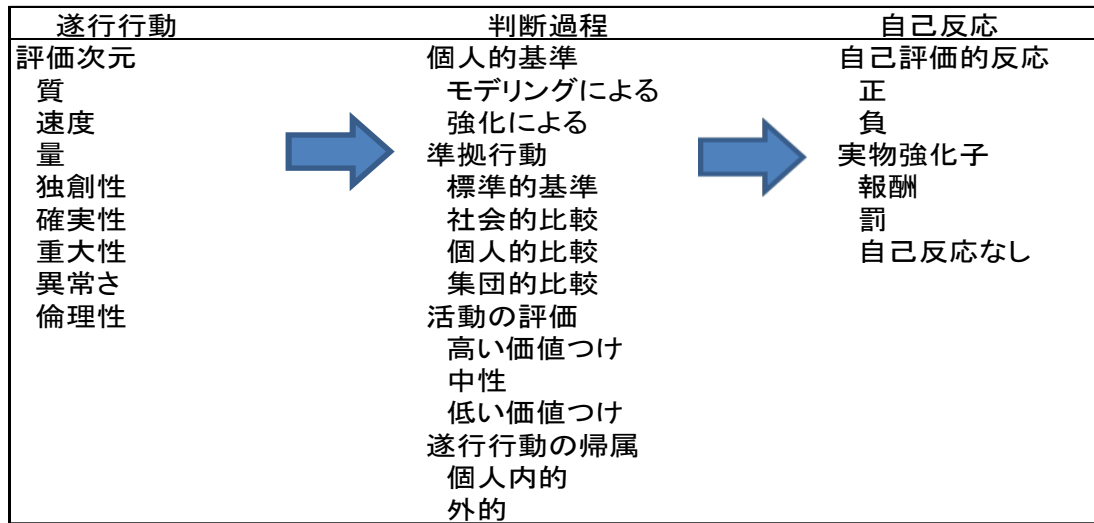 遂行行動
評価次元
質
速度
量
独創性
確実性
重大性
異常さ
倫理性
判断過程
個人的基準
モデリングによる
強化による
準拠行動
標準的基準
社会的比較
個人的比較
集団的比較
活動の評価
高い価値つけ
中性
低い価値つけ
遂行行動の帰属
個人内的
外的
自己反応
自己評価的反応
正
負
実物強化子
報酬
罰
自己反応なし